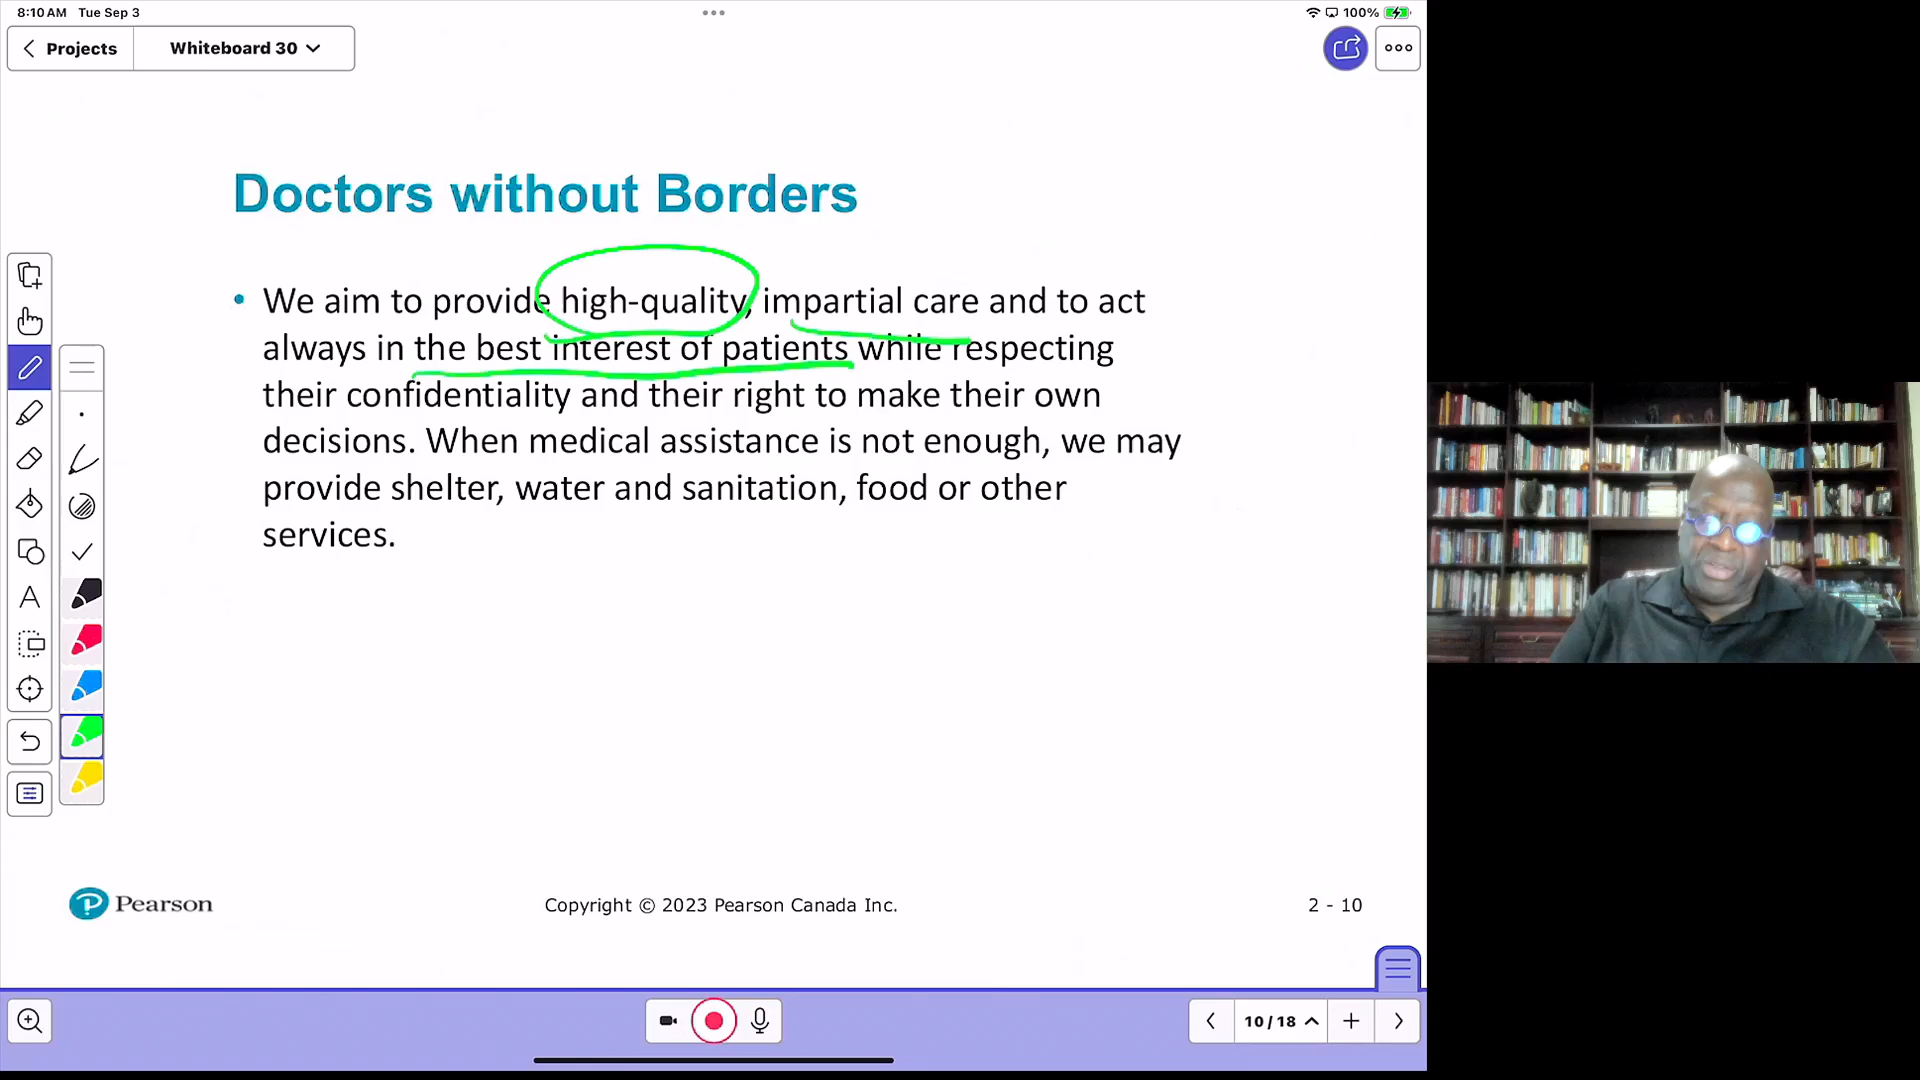 8:10 AM Tue Sep 3
100%
Projects
Whiteboard 30
Doctors without Borders
• We aim to provide high-quality, impartial care and to act
always in the best interest of patients while respecting
their confidentiality and their right to make their own
decisions. When medical assistance is not enough, we may
provide shelter, water and sanitation, food or other
services.
A
Pearson
Copyright © 2023 Pearson Canada Inc.
2 - 10
10/18